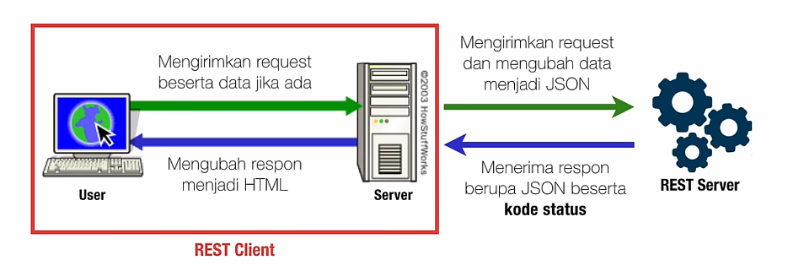 Mengirimkan request
beserta data jika ada
Mengubah respon
menjadi HTML
User
Server
©2003 HowStuffWorks
REST Client
Mengirimkan request
dan mengubah data
menjadi JSON
Menerima respon
berupa JSON beserta
kode status
REST Server